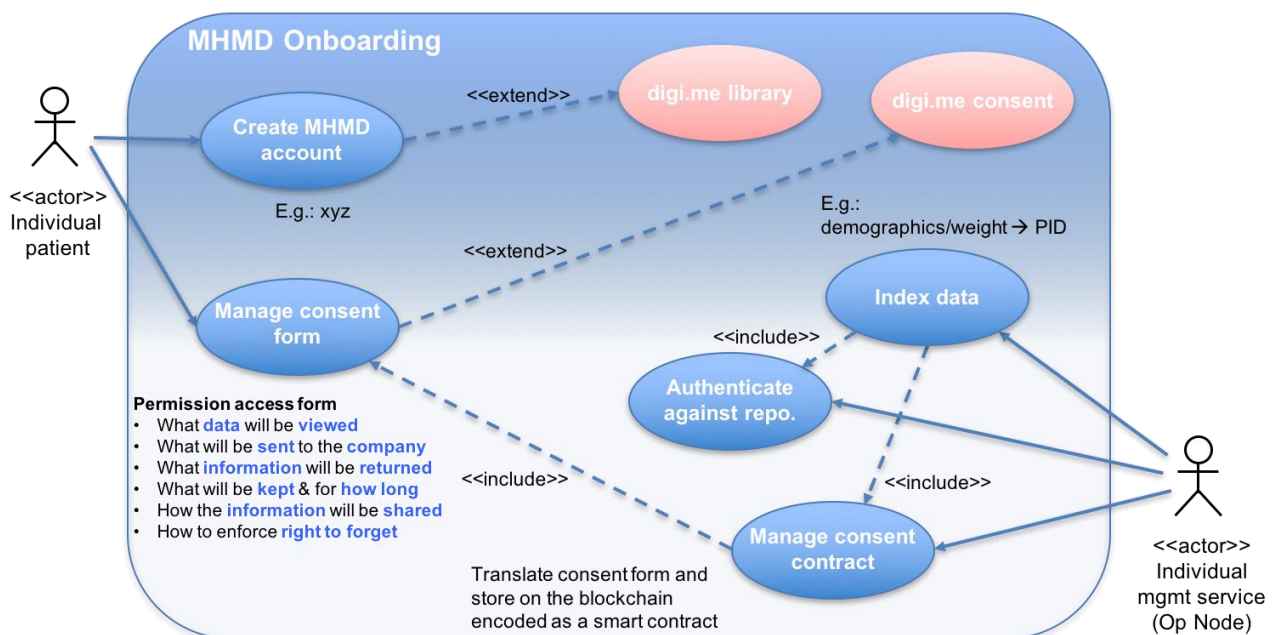 MHMD Onboarding
<<actor>>
Individual
patient
Create MHMD
account
E.g.: xyz
<<extend>>
digi.me library
digi.me consent
<<extend>>
E.g.:
demographics/weight → PID
Manage consent
form
Index data
<<include>>
Authenticate
against repo.
Permission access form
• What data will be viewed
• What will be sent to the company
• What information will be returned
• What will be kept & for how long
• How the information will be shared
• How to enforce right to forget
<<include>>
<<include>>
Manage consent
contract
Translate consent form and
store on the blockchain
encoded as a smart contract
<<actor>>
Individual
mgmt service
(Op Node)